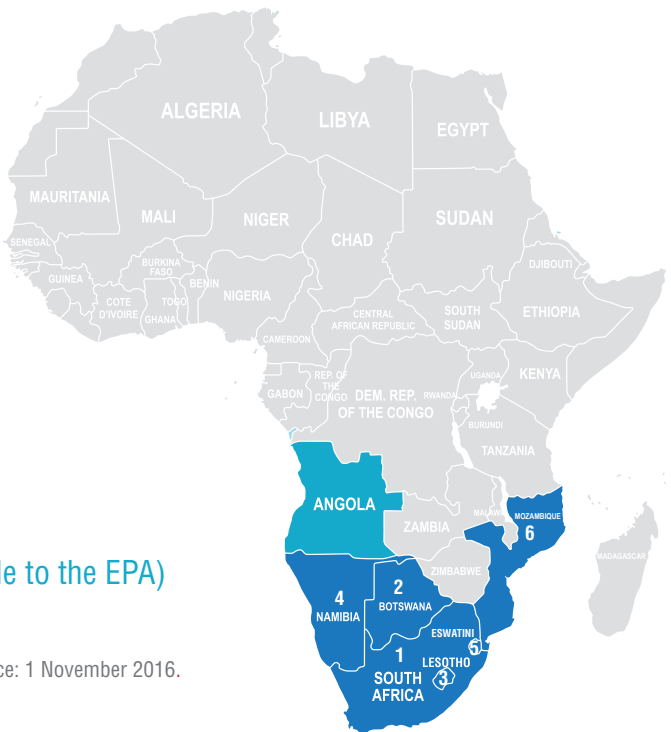 ALGERIA
LIBYA
EGYPT
MAURITANIA
MALI
NIGER
CHAD
SUDAN
SENEGAL
BURKINA
FASO
DJIBOUTI
GUINEA
BENIN
NIGERIA
COTE
D'IVOIRE
TOGO
GHANA
CENTRAL
AFRICAN REPUBLIC
SOUTH
SUDAN
ETHIOPIA
CAMEROON
REP. OF
THE
CONGO
GABON
DEM. REP.
OF THE CONGO
UGANDA
KENYA
RWANDA
BURUNDI
TANZANIA
ANGOLA
ZAMBIA
MALAWI
MOZAMBIQUE
6
MADAGASCAR
ZIMBABWE
le to the EPA)
4
NAMIBIA
2
BOTSWANA
ESWATINI
5
1
SOUTH
AFRICA
LESOTHO
3
ce: 1 November 2016.